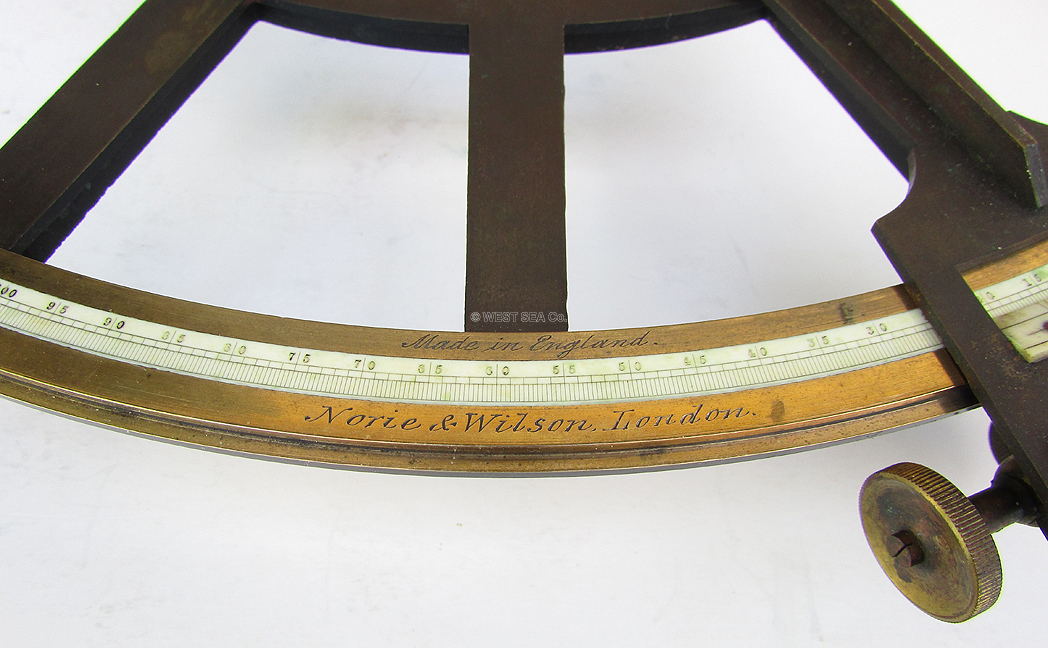 © WEST SEA Co.
Made in England.
100 95 90 85 80 75 70 65 60 55 50 45 40 35 30
15
Norie & Wilson, London.